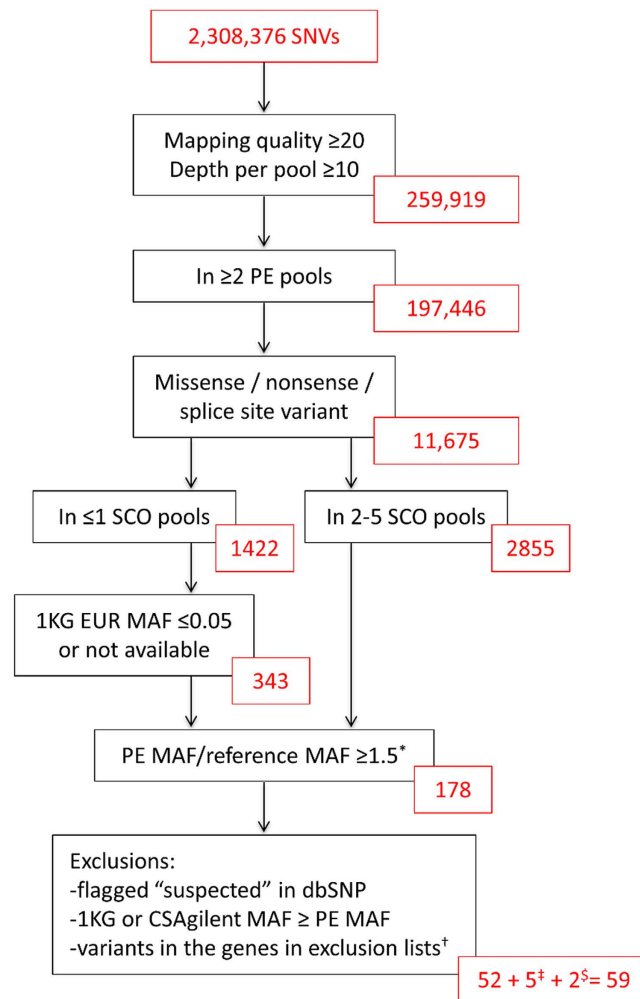 2,308,376 SNVs
Mapping quality ≥20
Depth per pool ≥10
259,919
In ≥2 PE pools
197,446
Missense / nonsense /
splice site variant
11,675
In ≤1 SCO pools
1422
In 2-5 SCO pools
2855
1KG EUR MAF ≤0.05
or not available
343
PE MAF/reference MAF ≥1.5*
178
Exclusions:
-flagged “suspected” in dbSNP
-1KG or CSAgilent MAF ≥ PE MAF
-variants in the genes in exclusion lists†
52 + 5‡ + 2$= 59